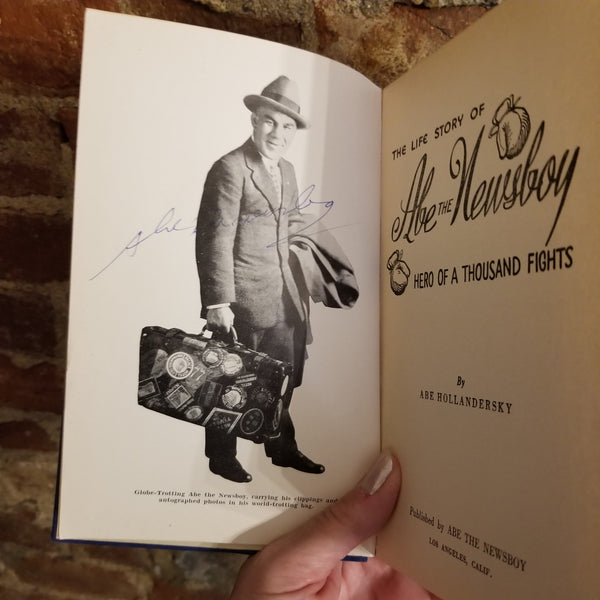 Abe Hollandersky
Globe-Trotting Abe the Newsboy, carrying his clippings and
autographed photos in his world-trotting bag.
THE LIFE STORY OF
Abe THE Newsboy
HERO OF A THOUSAND FIGHTS
By
ABE HOLLANDERSKY
Published by ABE THE NEWSBOY
LOS ANGELES, CALIF.